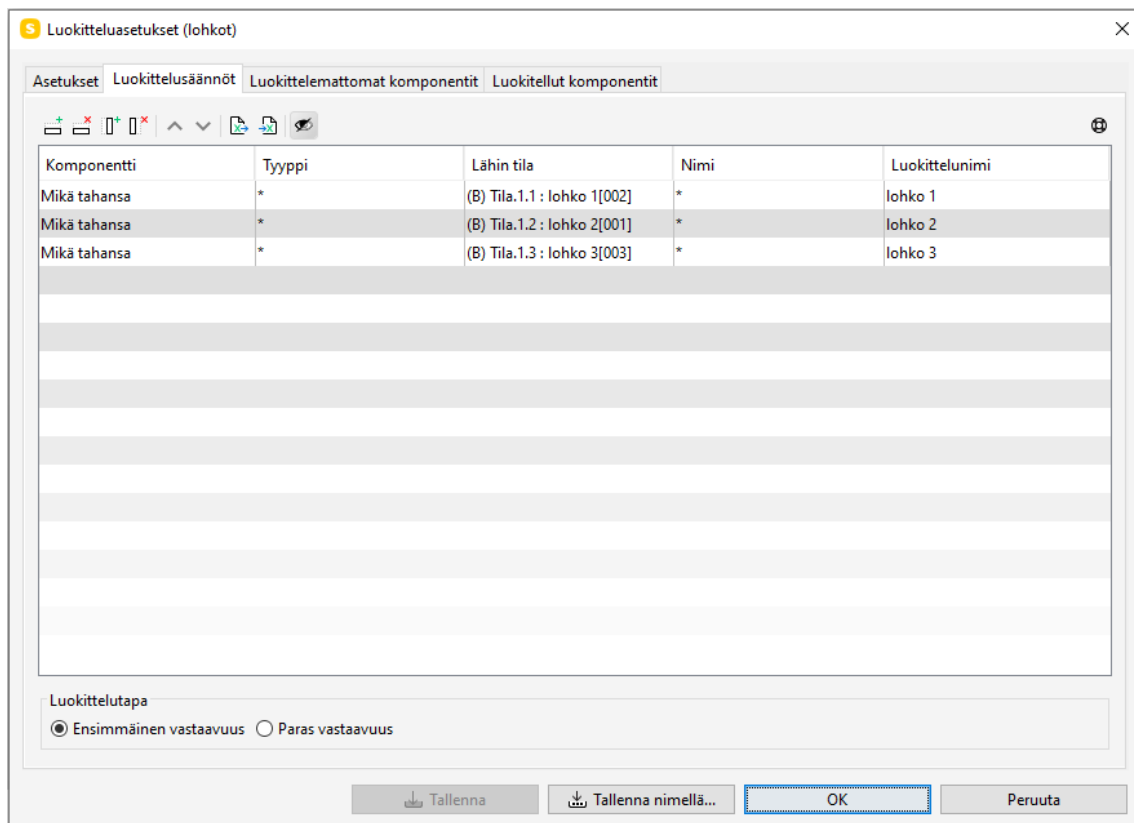 S Luokitteluasetukset (lohkot)
Asetukset Luokittelusäännöt Luokittelemattomat komponentit Luokitellut komponentit
Komponentti Tyyppi Lähin tila Nimi Luokittelunimi
Mikä tahansa * (B) Tila.1.1 : lohko 1[002] * lohko 1
Mikä tahansa * (B) Tila.1.2 : lohko 2[001] * lohko 2
Mikä tahansa * (B) Tila.1.3 : lohko 3[003] * lohko 3
Luokittelutapa
Ensimmäinen vastaavuus Paras vastaavuus
Tallenna Tallenna nimellä... OK Peruuta